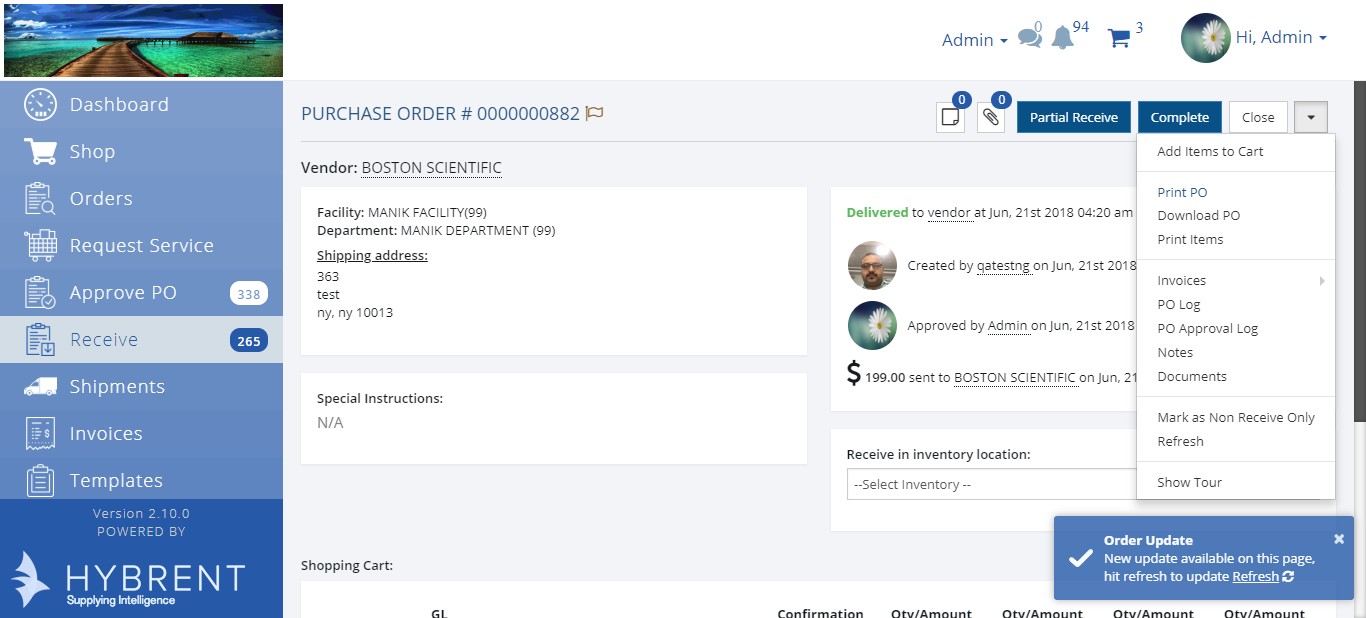 Admin
0
94
3
Hi, Admin
Dashboard
Shop
Orders
Request Service
Approve PO 338
Receive 265
Shipments
Invoices
Templates
Version 2.10.0
POWERED BY
HYBRENT
Supplying Intelligence
PURCHASE ORDER # 0000000882
0
0
Partial Receive
Complete
Close
Vendor: BOSTON SCIENTIFIC
Facility: MANIK FACILITY(99)
Department: MANIK DEPARTMENT (99)
Shipping address:
363
test
ny, ny 10013
Special Instructions:
N/A
Delivered to vendor at Jun, 21st 2018 04:20 am
Created by qatestng on Jun, 21st 2018
Approved by Admin on Jun, 21st 2018
$ 199.00 sent to BOSTON SCIENTIFIC on Jun, 21
Receive in inventory location:
--Select Inventory --
Add Items to Cart
Print PO
Download PO
Print Items
Invoices
PO Log
PO Approval Log
Notes
Documents
Mark as Non Receive Only
Refresh
Show Tour
Order Update
New update available on this page,
hit refresh to update Refresh
Shopping Cart:
GL Confirmation Qty/Amount Qty/Amount Qty/Amount Qty/Amount